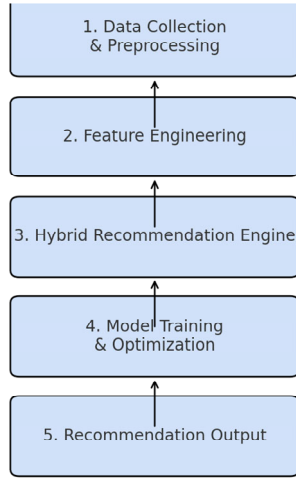 1. Data Collection
& Preprocessing
2. Feature Engineering
3. Hybrid Recommendation Engine
4. Model Training
& Optimization
5. Recommendation Output